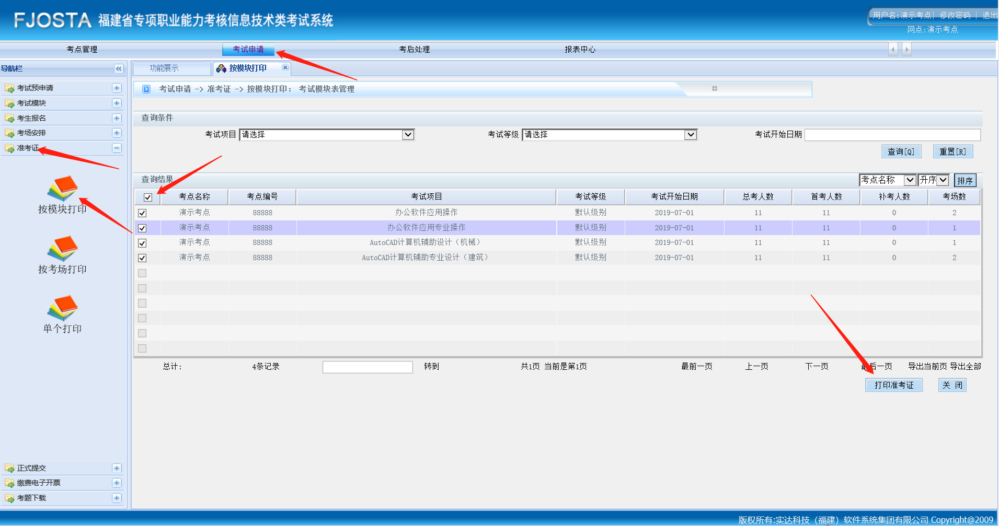 FJOSTA 福建省专项职业能力考核信息技术类考试系统
用户名:演示考点| 修改密码 | 退出
网点:演示考点
考点管理 考试申请 考后处理 报表中心
导航栏
功能展示 按模块打印
考试预申请
考试模块
考生报名
考场安排
准考证
按模块打印
按考场打印
单个打印
正式提交
缴费电子开票
考题下载
考试申请 -> 准考证 -> 按模块打印: 考试模块表管理
查询条件
考试项目 请选择 考试等级 请选择 考试开始日期
查询[Q] 重置[R]
查询结果 考点名称 升序 排序
考点名称 考点编号 考试项目 考试等级 考试开始日期 总考人数 首考人数 补考人数 考场数
演示考点 88888 办公软件应用操作 默认级别 2019-07-01 11 11 0 2
演示考点 88888 办公软件应用专业操作 默认级别 2019-07-01 11 11 0 1
演示考点 88888 AutoCAD计算机辅助设计（机械） 默认级别 2019-07-01 11 11 0 1
演示考点 88888 AutoCAD计算机辅助专业设计（建筑） 默认级别 2019-07-01 11 11 0 2
总计: 4条记录 转到 共1页 当前是第1页 最前一页 上一页 下一页 最后一页 导出当前页 导出全部
打印准考证 关 闭
版权所有:实达科技（福建）软件系统集团有限公司 Copyright@2009